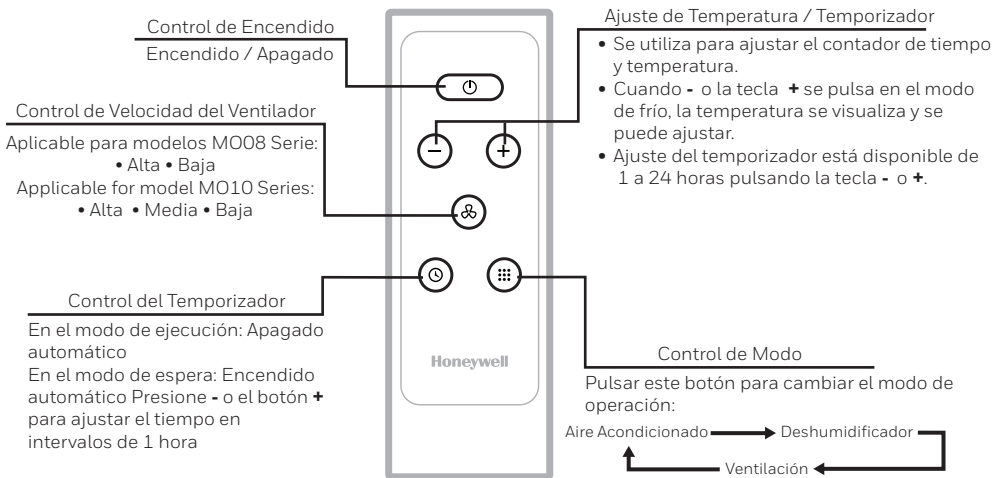 Control de Encendido
Encendido / Apagado
Control de Velocidad del Ventilador
Aplicable para modelos MO08 Serie:
• Alta • Baja
Applicable for model MO10 Series:
• Alta • Media • Baja
Control del Temporizador
En el modo de ejecución: Apagado
automático
En el modo de espera: Encendido
automático Presione - o el botón +
para ajustar el tiempo en
intervalos de 1 hora
Honeywell
Ajuste de Temperatura / Temporizador
• Se utiliza para ajustar el contador de tiempo
y temperatura.
• Cuando - o la tecla + se pulsa en el modo
de frío, la temperatura se visualiza y se
puede ajustar.
• Ajuste del temporizador está disponible de
1 a 24 horas pulsando la tecla - o +.
Control de Modo
Pulsar este botón para cambiar el modo de
operación:
Aire Acondicionado Deshumidificador
Ventilación